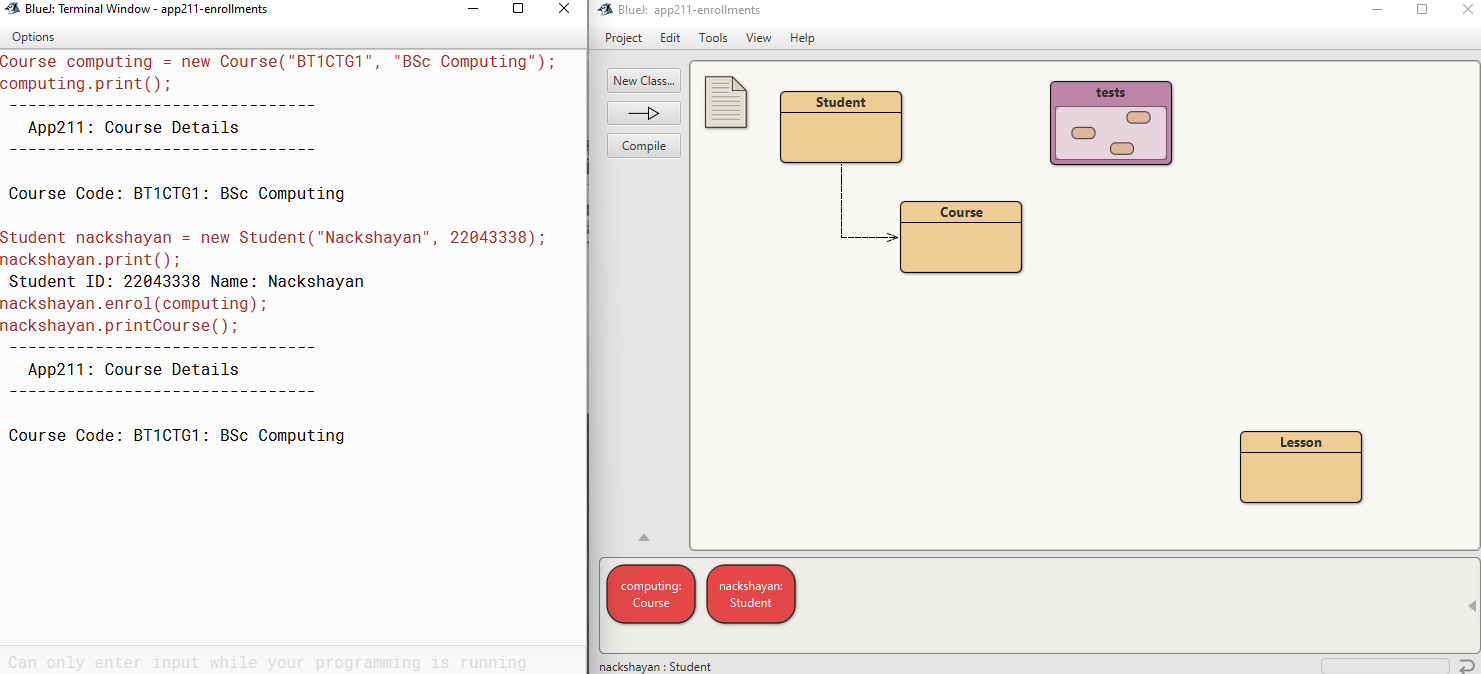 BlueJ: Terminal Window - app211-enrollments
Options
Course computing = new Course("BT1CTG1", "BSc Computing");
computing.print();
--------------------------------
App211: Course Details
--------------------------------
Course Code: BT1CTG1: BSc Computing
Student nackshayan = new Student("Nackshayan", 22043338);
nackshayan.print();
Student ID: 22043338 Name: Nackshayan
nackshayan.enrol(computing);
nackshayan.printCourse();
--------------------------------
App211: Course Details
--------------------------------
Course Code: BT1CTG1: BSc Computing
Can only enter input while your programming is running
BlueJ: app211-enrollments
Project Edit Tools View Help
New Class...
Compile
Student
tests
Course
Lesson
computing:
Course
nackshayan:
Student
nackshayan : Student